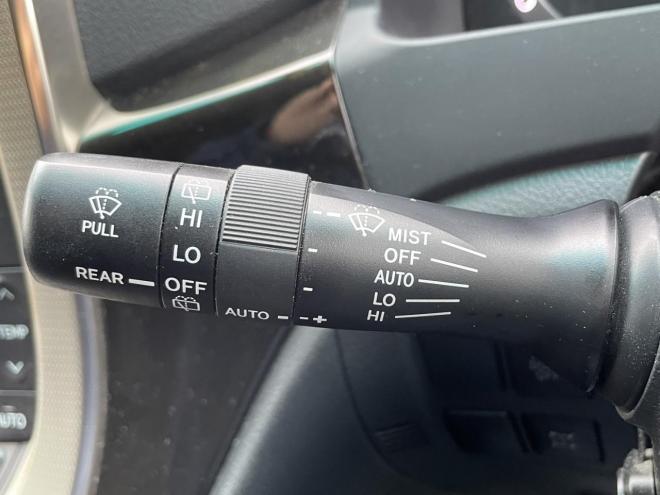 PULL
REAR
HI
LO
OFF
AUTO
- +
MIST
OFF
AUTO
LO
HI
TEMP
AUTO